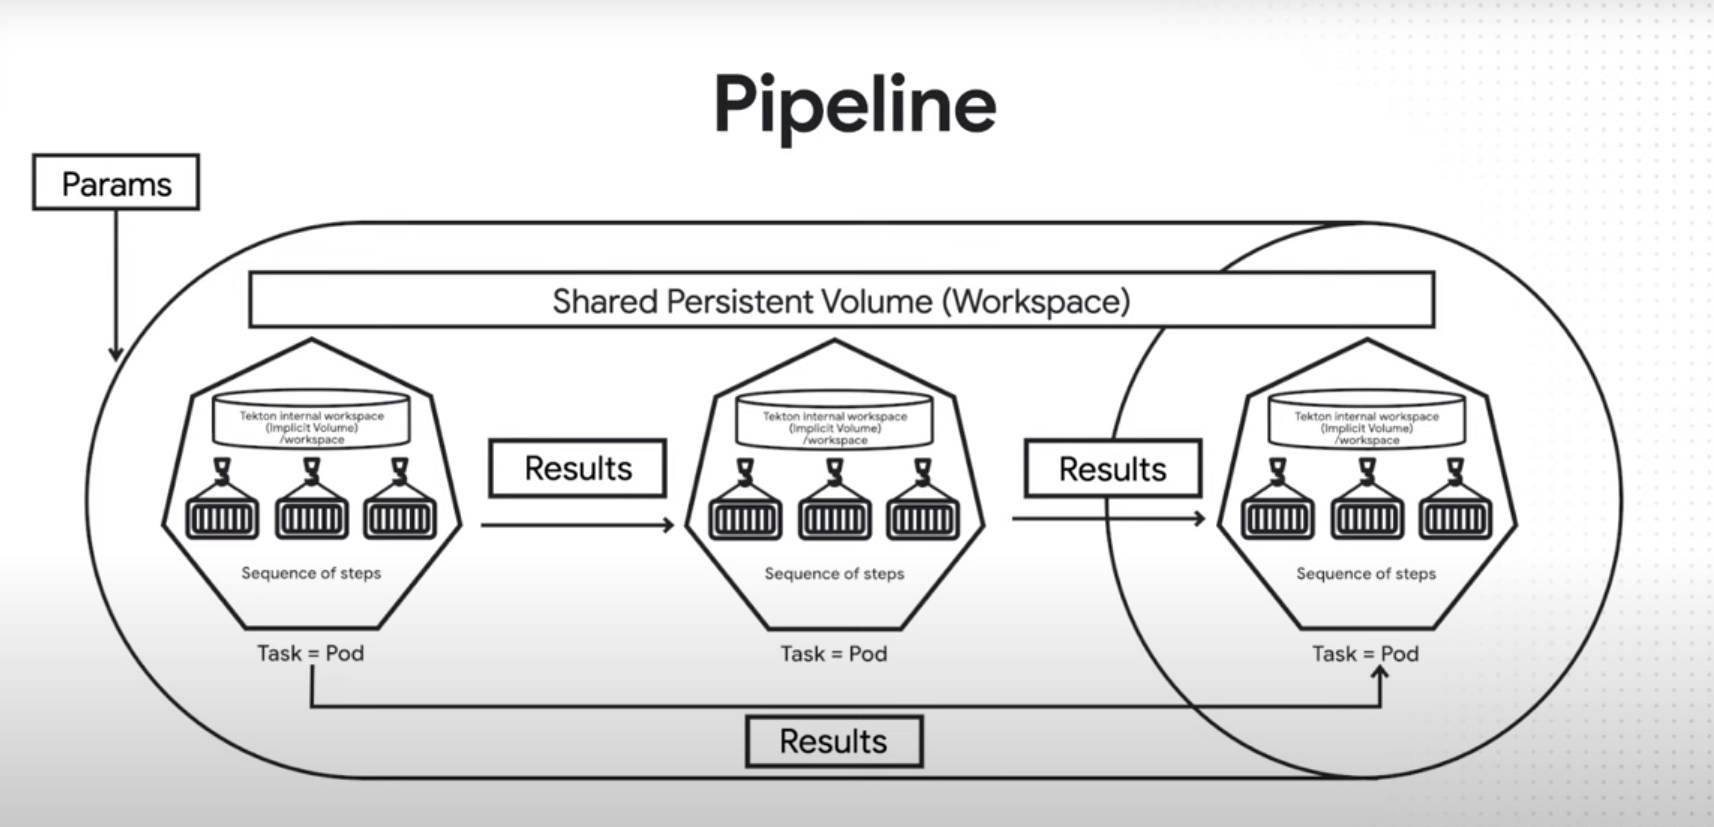 Pipeline
Params
Shared Persistent Volume (Workspace)
Tekton internal workspace
(Implicit Volume)
/workspace
Sequence of steps
Task = Pod
Results
Tekton internal workspace
(Implicit Volume)
/workspace
Sequence of steps
Task = Pod
Results
Tekton internal workspace
(Implicit Volume)
/workspace
Sequence of steps
Task = Pod
Results